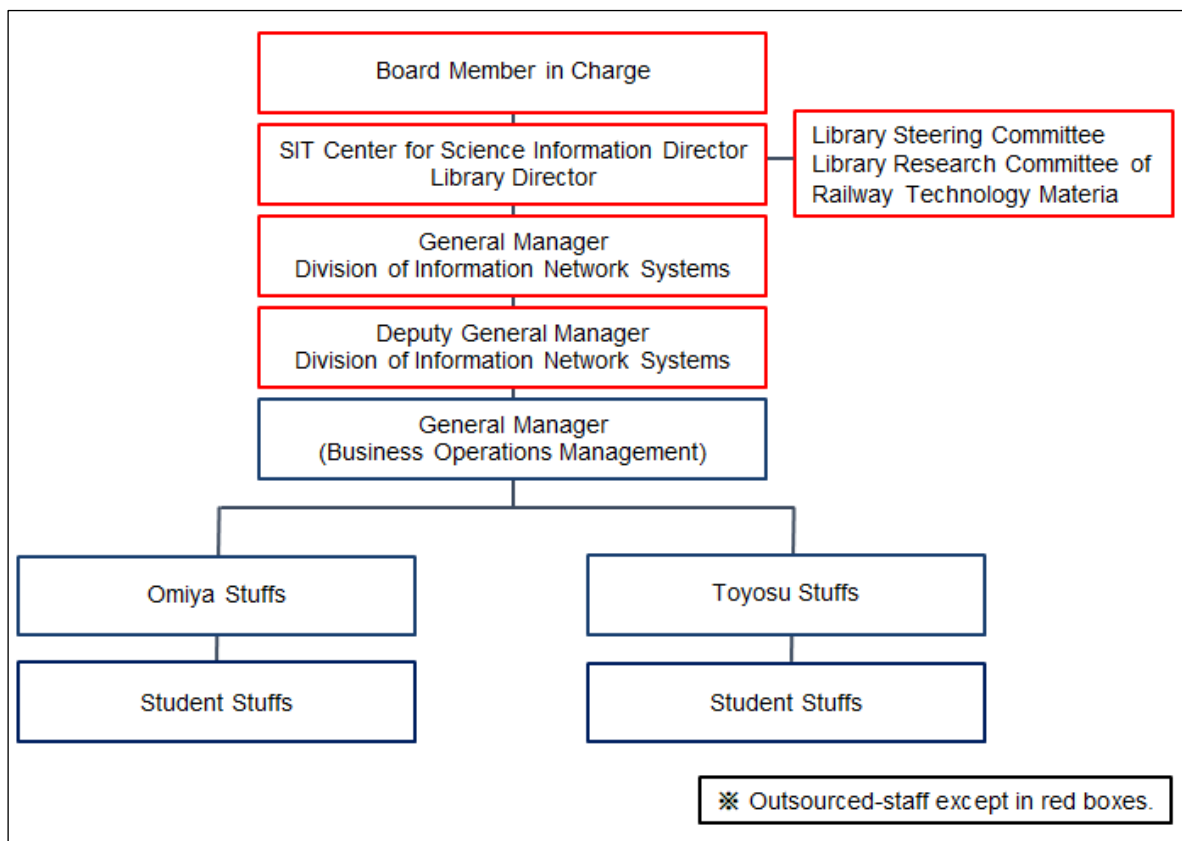 Board Member in Charge
SIT Center for Science Information Director
Library Director
Library Steering Committee
Library Research Committee of
Railway Technology Materia
General Manager
Division of Information Network Systems
Deputy General Manager
Division of Information Network Systems
General Manager
(Business Operations Management)
Omiya Stuffs
Toyosu Stuffs
Student Stuffs
Student Stuffs
※ Outsourced-staff except in red boxes.